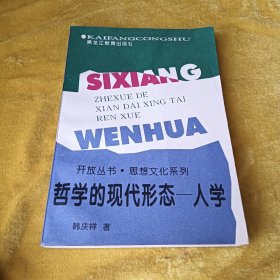 KAIFANGCONGSHU
黑龙江教育出版社
SIXIANG
ZHEXUE DE
XIAN DAI XING TAI
REN XUE
WENHUA
开放丛书·思想文化系列
哲学的现代形态—人学
韩庆祥 著